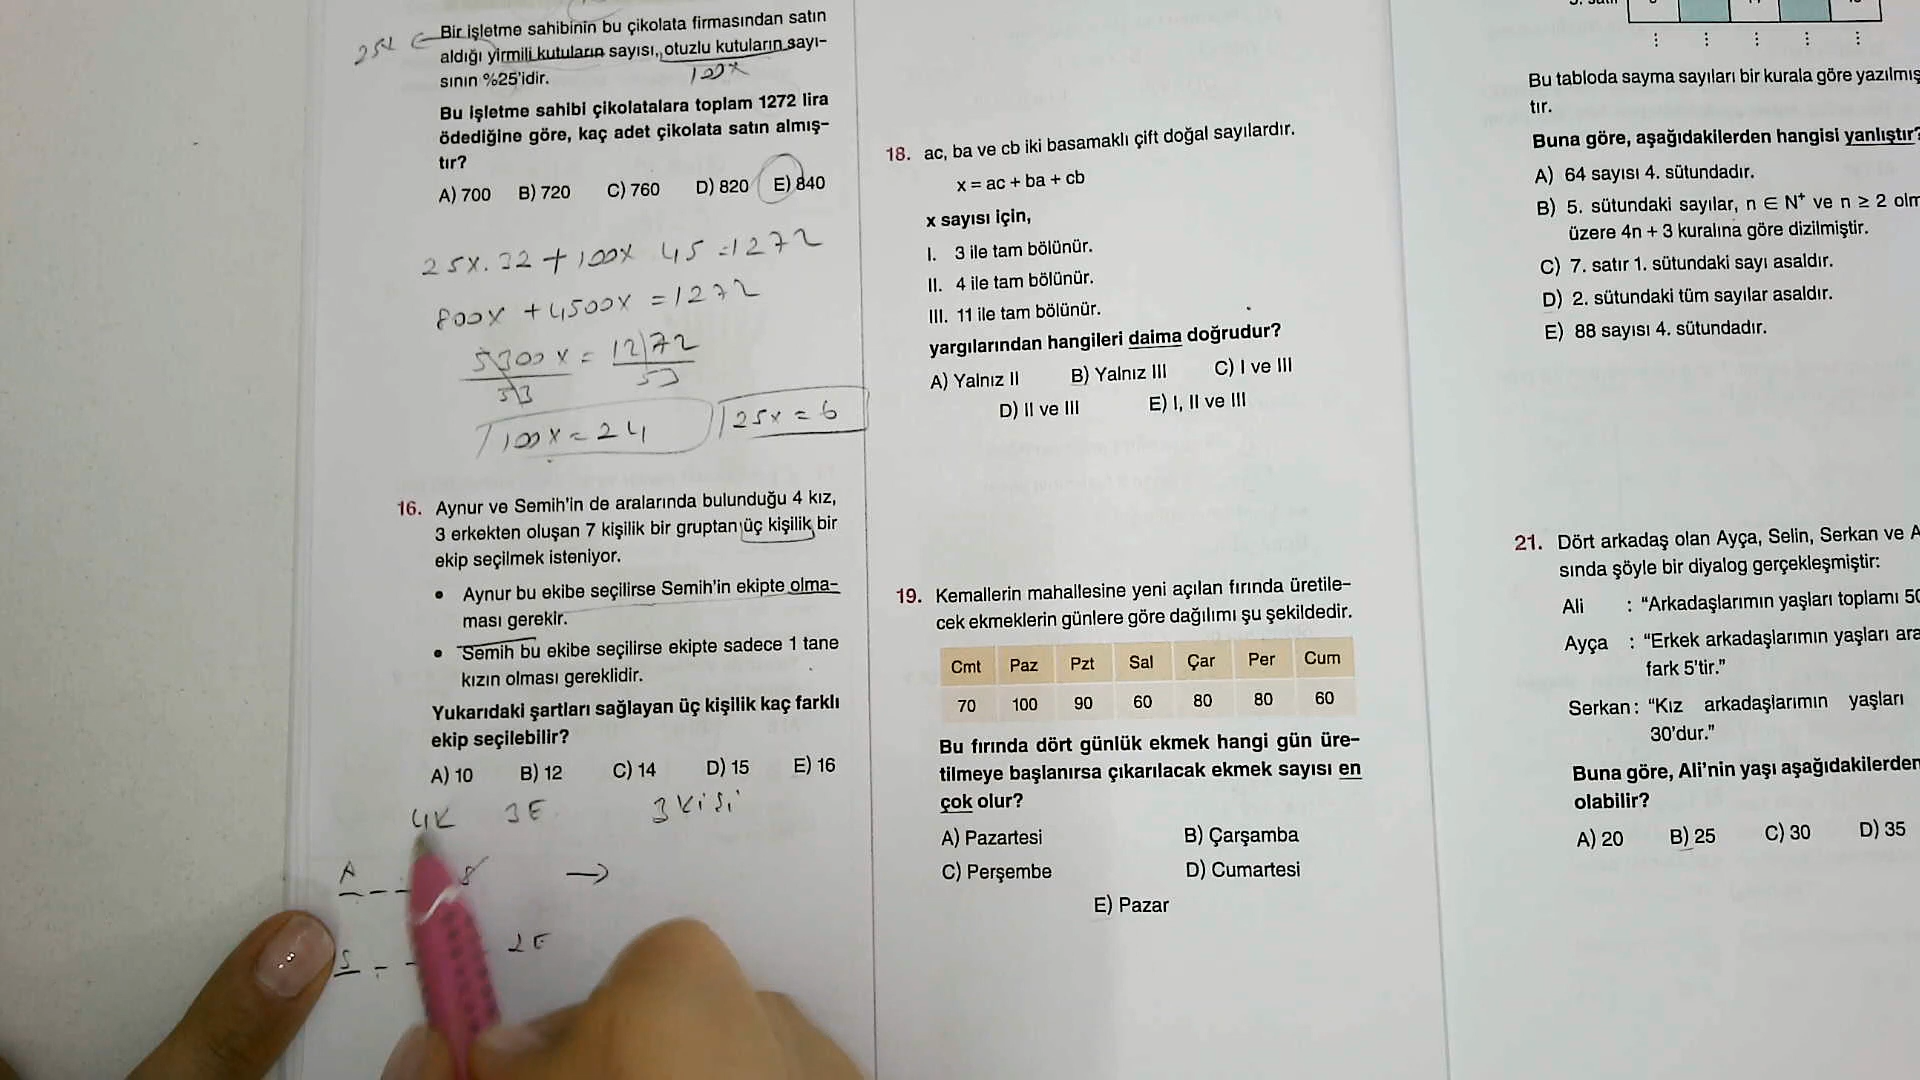 Bir işletme sahibinin bu çikolata firmasından satın
aldığı yirmili kutuların sayısı, otuzlu kutuların sayı-
sının %25'idir.
25x
100x
Bu işletme sahibi çikolatalara toplam 1272 lira
ödediğine göre, kaç adet çikolata satın almış-
tır?
A) 700 B) 720 C) 760 D) 820 E) 840
25x.32 + 100x 45 = 1272
800x + 4500x = 1272
5300x = 1272
53 53
100x = 24 25x = 6
16. Aynur ve Semih'in de aralarında bulunduğu 4 kız,
3 erkekten oluşan 7 kişilik bir gruptan üç kişilik bir
ekip seçilmek isteniyor.
• Aynur bu ekibe seçilirse Semih'in ekipte olma-
ması gerekir.
• Semih bu ekibe seçilirse ekipte sadece 1 tane
kızın olması gereklidir.
Yukarıdaki şartları sağlayan üç kişilik kaç farklı
ekip seçilebilir?
A) 10 B) 12 C) 14 D) 15 E) 16
4K 3E 3 kişi
A
S
2E
18. ac, ba ve cb iki basamaklı çift doğal sayılardır.
x = ac + ba + cb
x sayısı için,
I. 3 ile tam bölünür.
II. 4 ile tam bölünür.
III. 11 ile tam bölünür.
yargılarından hangileri daima doğrudur?
A) Yalnız II B) Yalnız III C) I ve III
D) II ve III E) I, II ve III
19. Kemallerin mahallesine yeni açılan fırında üretile-
cek ekmeklerin günlere göre dağılımı şu şekildedir.
Cmt Paz Pzt Sal Çar Per Cum
70 100 90 60 80 80 60
Bu fırında dört günlük ekmek hangi gün üre-
tilmeye başlanırsa çıkarılacak ekmek sayısı en
çok olur?
A) Pazartesi B) Çarşamba
C) Perşembe D) Cumartesi
E) Pazar
Bu tabloda sayma sayıları bir kurala göre yazılmış
tır.
Buna göre, aşağıdakilerden hangisi yanlıştır?
A) 64 sayısı 4. sütundadır.
B) 5. sütundaki sayılar, n ∈ N⁺ ve n ≥ 2 olm
üzere 4n + 3 kuralına göre dizilmiştir.
C) 7. satır 1. sütundaki sayı asaldır.
D) 2. sütundaki tüm sayılar asaldır.
E) 88 sayısı 4. sütundadır.
21. Dört arkadaş olan Ayça, Selin, Serkan ve A
sında şöyle bir diyalog gerçekleşmiştir:
Ali : "Arkadaşlarımın yaşları toplamı 50
Ayça : "Erkek arkadaşlarımın yaşları ara
fark 5'tir."
Serkan: "Kız arkadaşlarımın yaşları
30'dur."
Buna göre, Ali'nin yaşı aşağıdakilerden
olabilir?
A) 20 B) 25 C) 30 D) 35